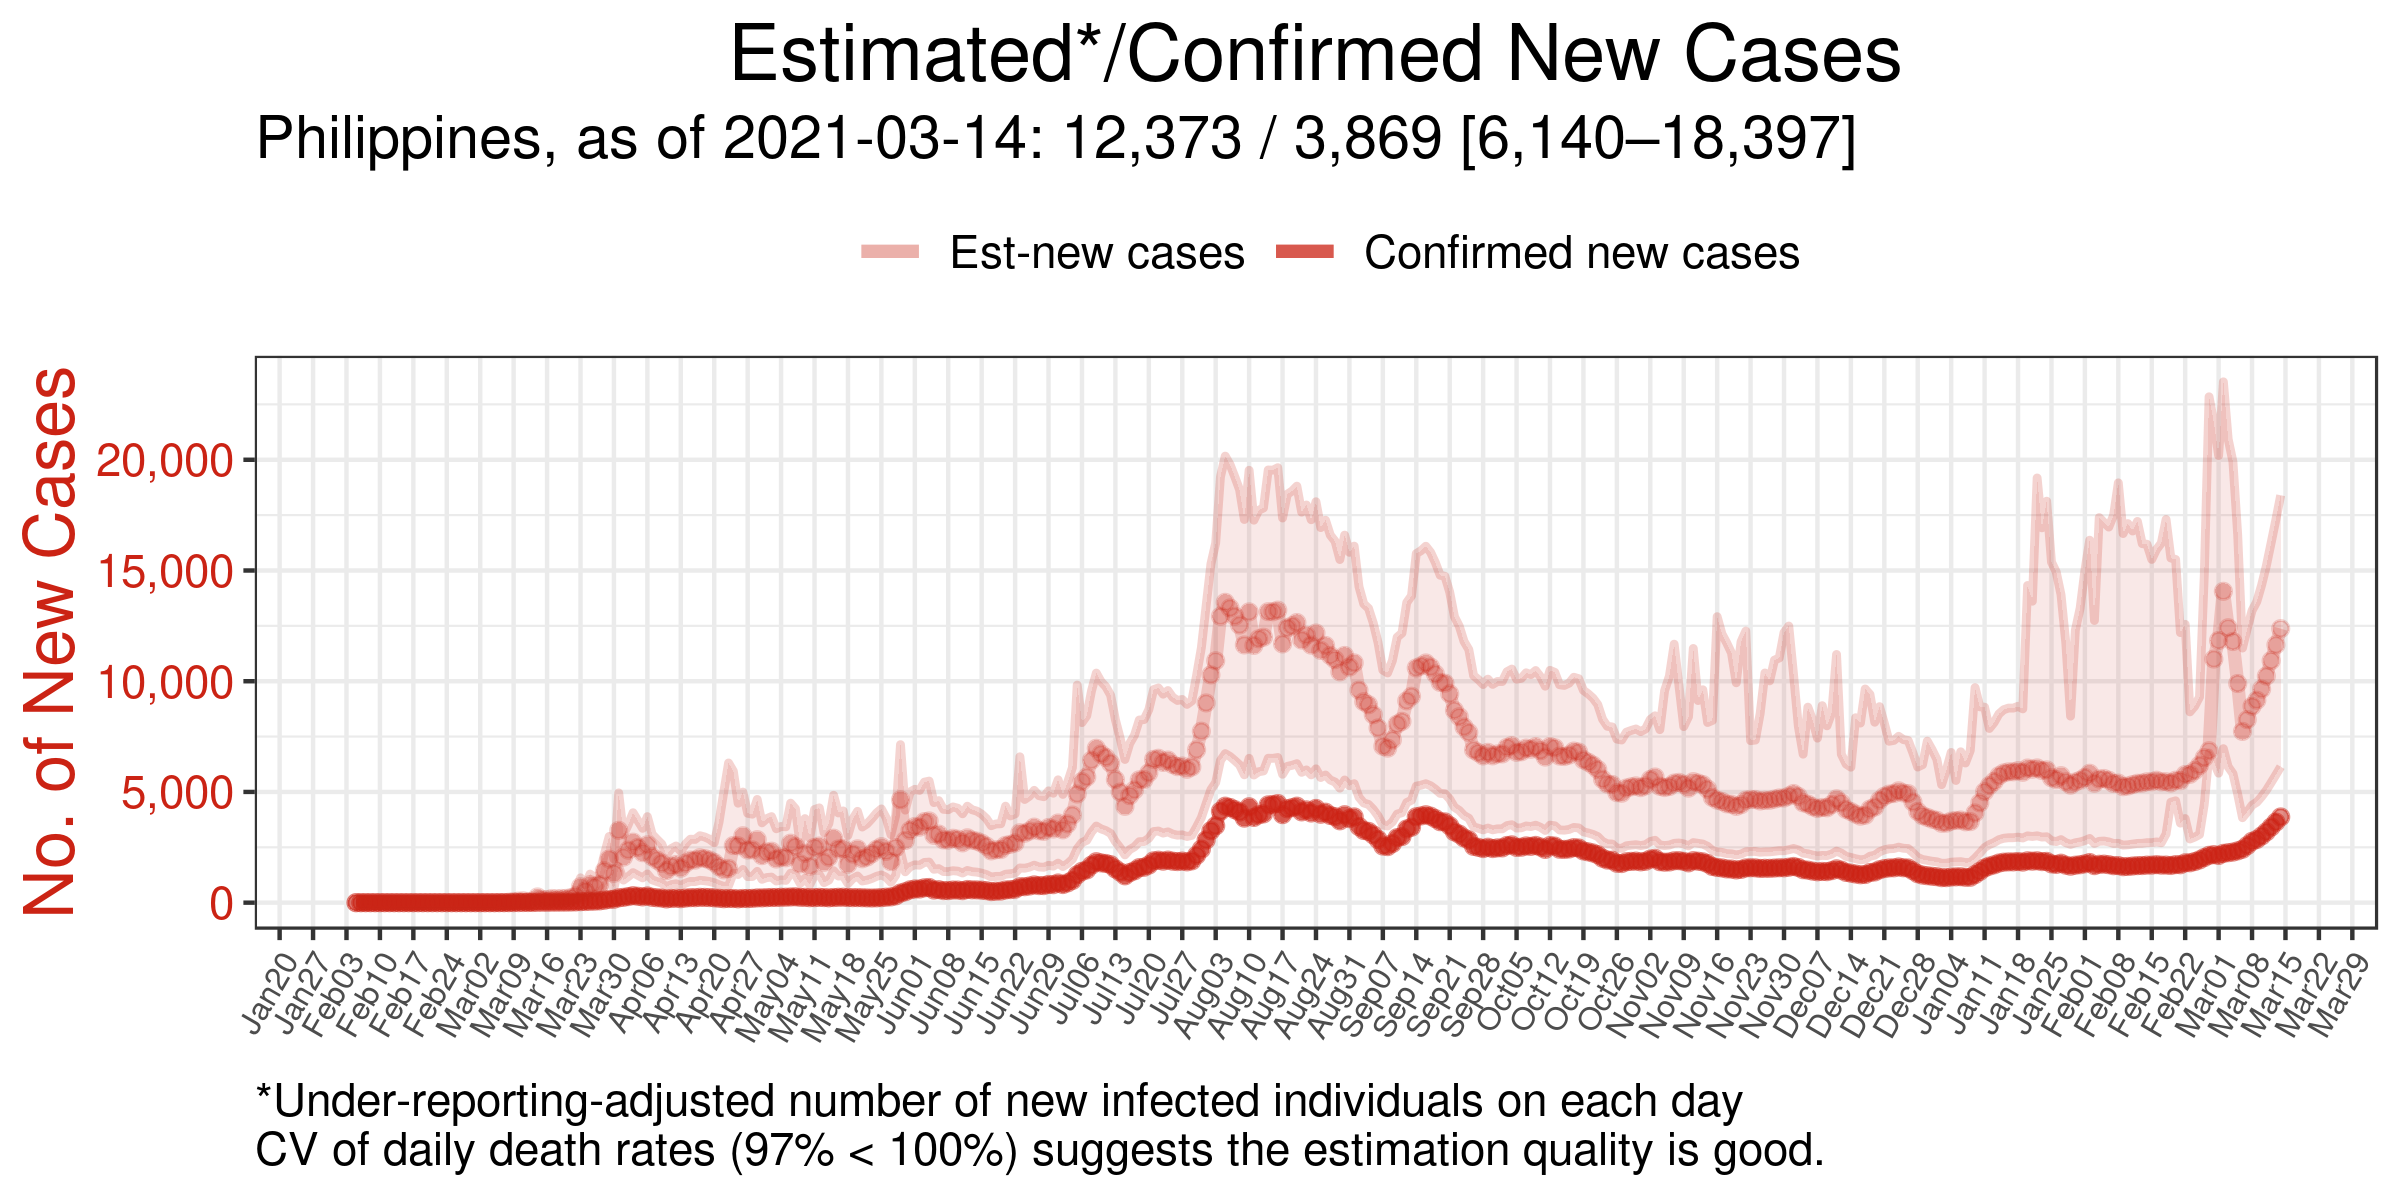 Estimated*/Confirmed New Cases
Philippines, as of 2021-03-14: 12,373 / 3,869 [6,140–18,397]
Est-new cases
Confirmed new cases
No. of New Cases
20,000
15,000
10,000
5,000
0
Jan20
Jan27
Feb03
Feb10
Feb17
Feb24
Mar02
Mar09
Mar16
Mar23
Mar30
Apr06
Apr13
Apr20
Apr27
May04
May11
May18
May25
Jun01
Jun08
Jun15
Jun22
Jun29
Jul06
Jul13
Jul20
Jul27
Aug03
Aug10
Aug17
Aug24
Aug31
Sep07
Sep14
Sep21
Sep28
Oct05
Oct12
Oct19
Oct26
Nov02
Nov09
Nov16
Nov23
Nov30
Dec07
Dec14
Dec21
Dec28
Jan04
Jan11
Jan18
Jan25
Feb01
Feb08
Feb15
Feb22
Mar01
Mar08
Mar15
Mar22
Mar29
*Under-reporting-adjusted number of new infected individuals on each day
CV of daily death rates (97% < 100%) suggests the estimation quality is good.